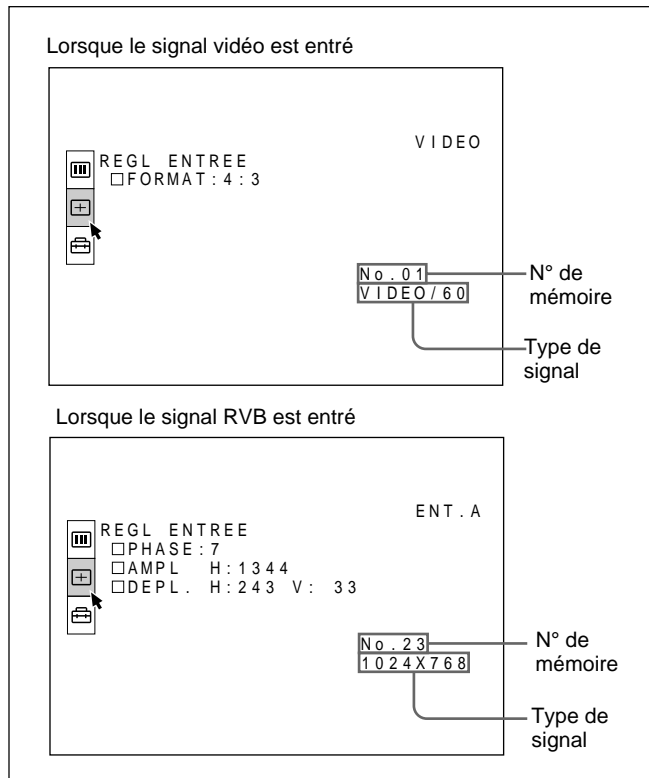 Lorsque le signal vidéo est entré
VIDEO
REGL ENTREE
□FORMAT:4:3
No.01
VIDEO/60
N° de
mémoire
Type de
signal
Lorsque le signal RVB est entré
ENT.A
REGL ENTREE
□PHASE:7
□AMPL H:1344
□DEPL. H:243 V: 33
No.23
1024X768
N° de
mémoire
Type de
signal